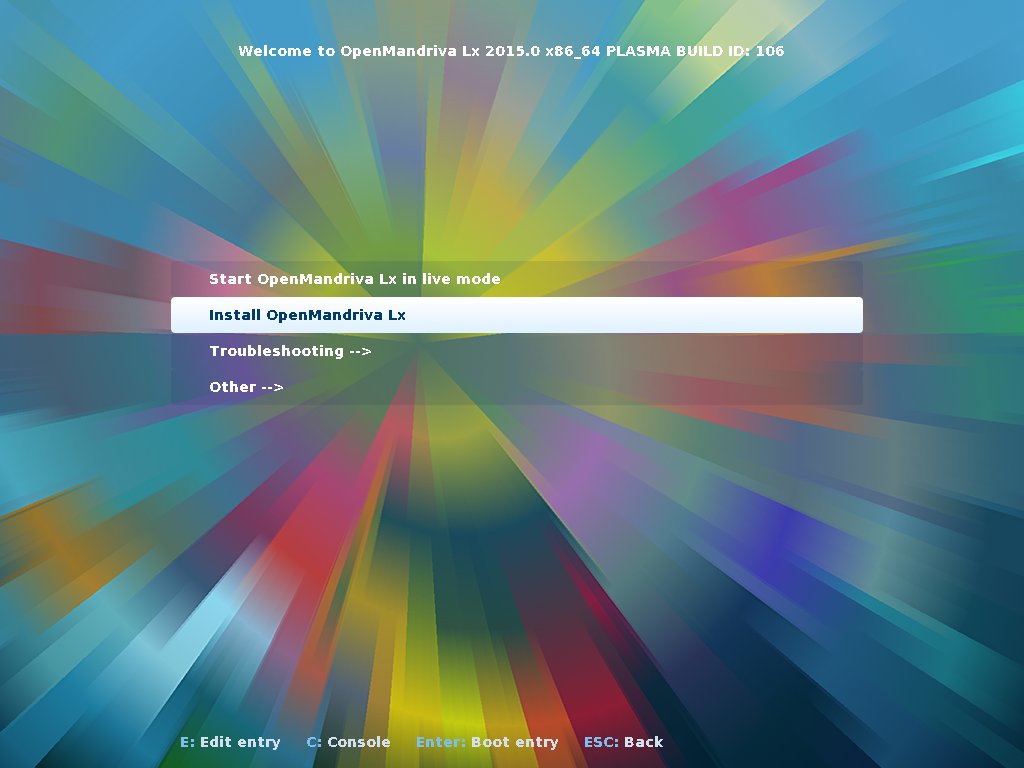 Welcome to OpenMandriva Lx 2015.0 x86_64 PLASMA BUILD ID: 106
Start OpenMandriva Lx in live mode
Install OpenMandriva Lx
Troubleshooting -->
Other -->
E: Edit entry C: Console Enter: Boot entry ESC: Back